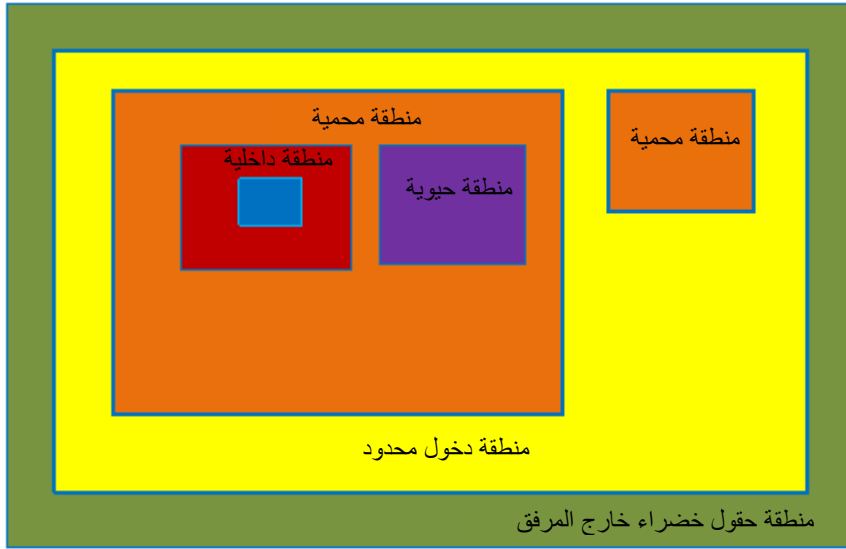 منطقة محمية
منطقة محمية
منطقة داخلية
منطقة حيوية
منطقة دخول محدود
منطقة حقول خضراء خارج المرفق